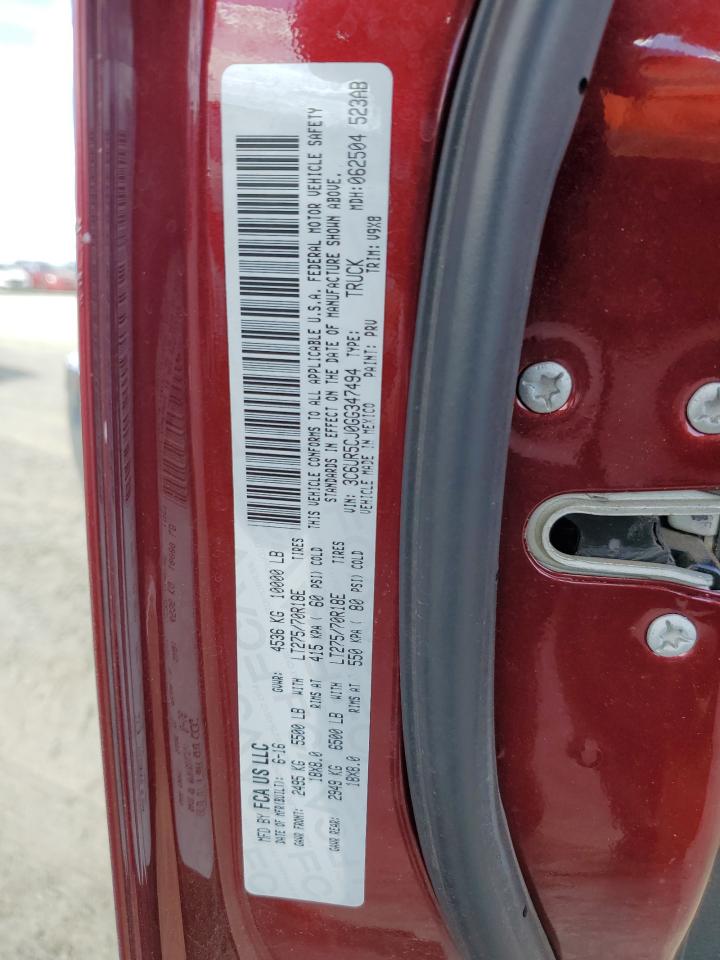 MFD BY FCA US LLC
DATE OF MFR(BUILT): 6-16 GVWR: 4536 KG 10000 LB
GAWR FRONT: 2495 KG 5500 LB WITH LT275/70R18E TIRES
18X8.0 RIMS AT 415 KPA ( 60 PSI) COLD
GAWR REAR: 2949 KG 6500 LB WITH LT275/70R18E TIRES
18X8.0 RIMS AT 550 KPA ( 80 PSI) COLD
THIS VEHICLE CONFORMS TO ALL APPLICABLE U.S.A. FEDERAL MOTOR VEHICLE SAFETY
STANDARDS IN EFFECT ON THE DATE OF MANUFACTURE SHOWN ABOVE.
VIN: 3C6UR5CJ0GG347494 TYPE: TRUCK MDH:062504 523AB
VEHICLE MADE IN MEXICO PAINT: PRV TRIM: V9X8